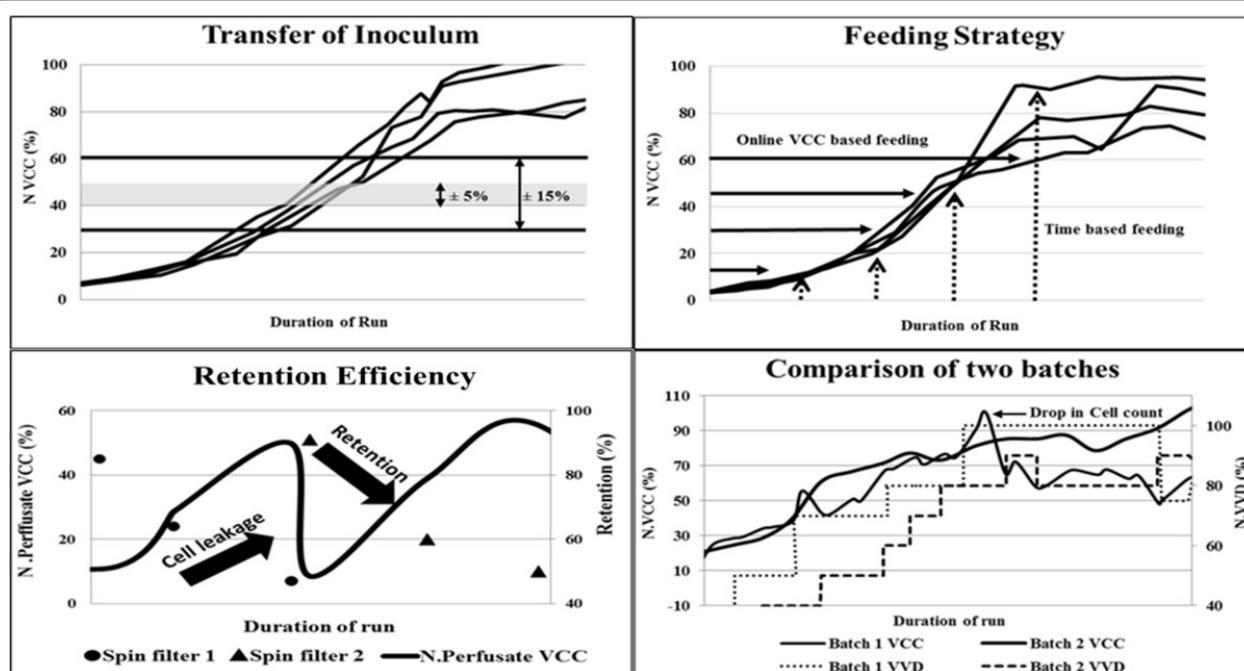 Transfer of Inoculum
N VCC (%)
100
80
60
40
20
0
± 5%
± 15%
Duration of Run
Feeding Strategy
N VCC (%)
100
80
60
40
20
0
Online VCC based feeding
Time based feeding
Duration of Run
Retention Efficiency
N.Perffusate VCC (%)
60
40
20
0
Cell leakage
Retention
100
80
60
40
Retention (%)
Duration of run
Spin filter 1
Spin filter 2
N.Perfusate VCC
Comparison of two batches
N.VCC (%)
110
90
70
50
30
10
-10
Drop in Cell count
100
80
60
40
N.VVD (%)
Duration of run
Batch 1 VCC
Batch 2 VCC
Batch 1 VVD
Batch 2 VVD